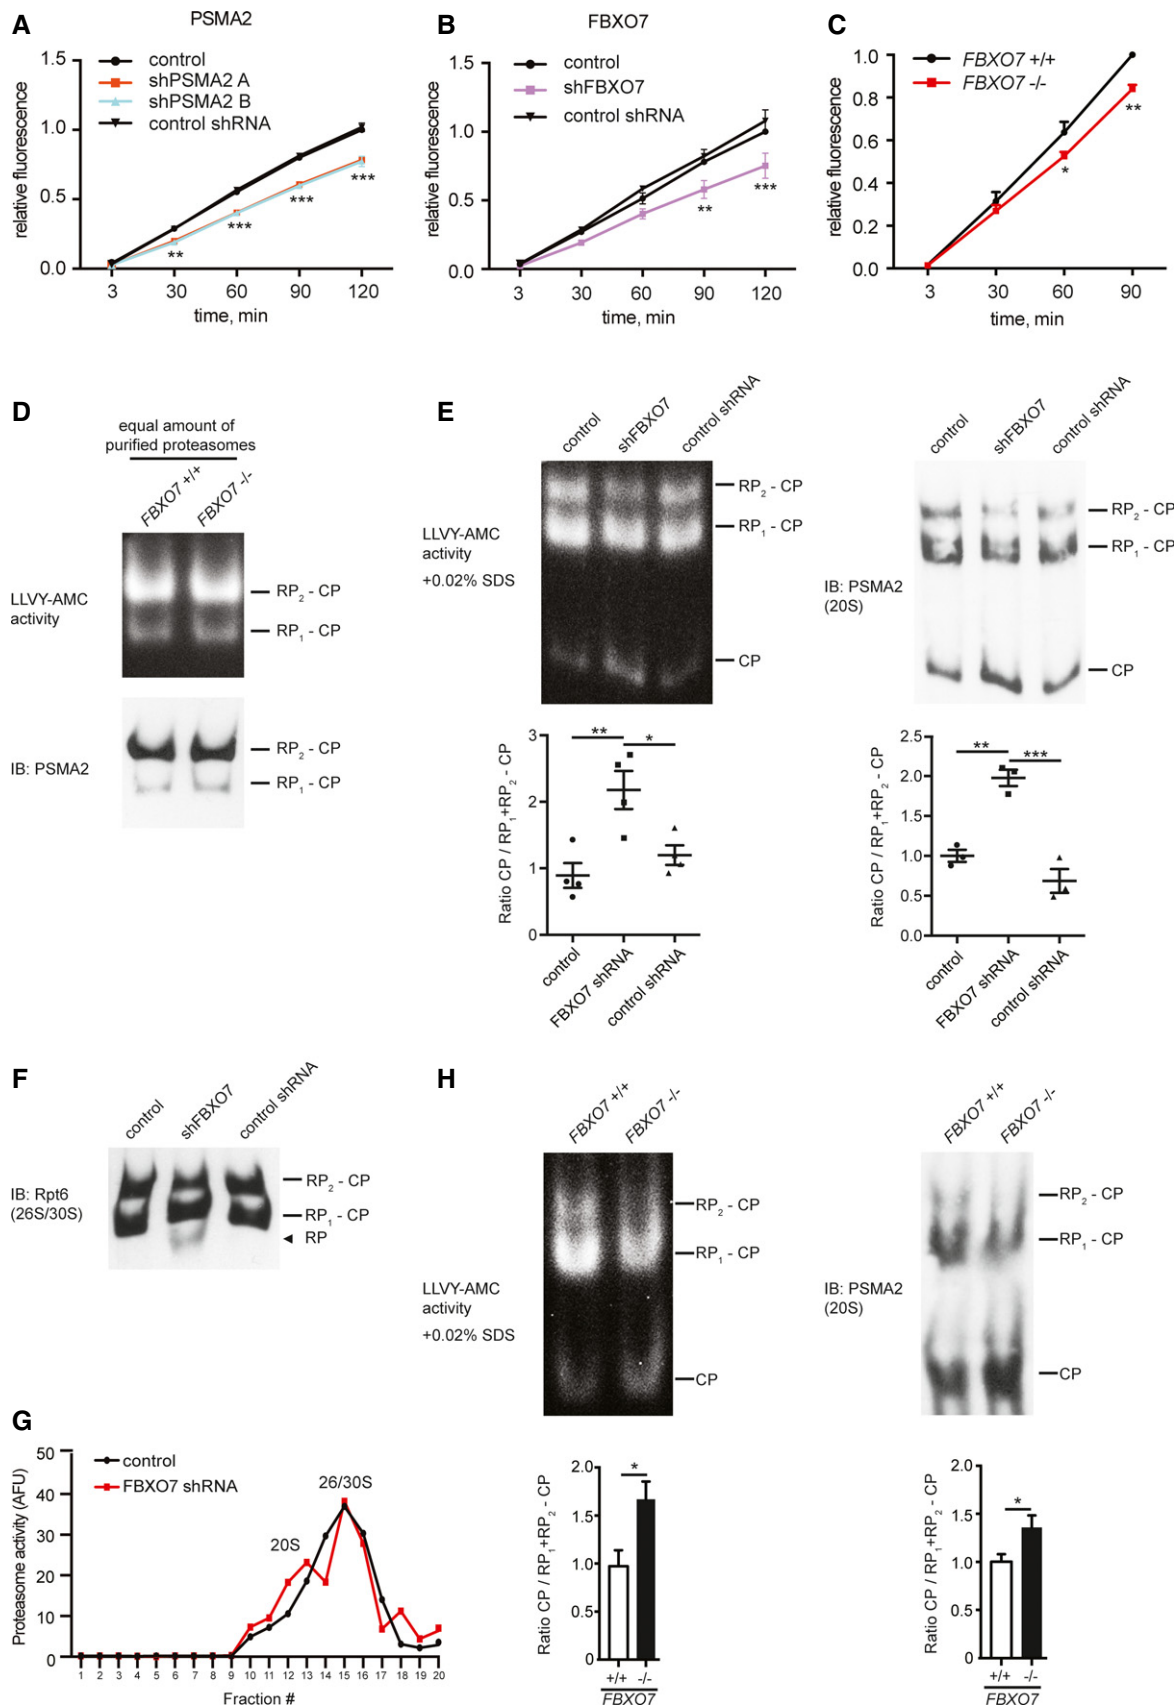 A
PSMA2
control
shPSMA2 A
shPSMA2 B
control shRNA
relative fluorescence
1.5
1.0
0.5
0.0
**
***
***
***
3 30 60 90 120
time, min
B
FBXO7
control
shFBXO7
control shRNA
relative fluorescence
1.5
1.0
0.5
0.0
**
***
3 30 60 90 120
time, min
C
FBXO7 +/+
FBXO7 -/-
relative fluorescence
1.0
0.8
0.6
0.4
0.2
0
*
**
3 30 60 90
time, min
D
equal amount of
purified proteasomes
FBXO7 +/+
FBXO7 -/-
LLVY-AMC
activity
RP2 - CP
RP1 - CP
IB: PSMA2
RP2 - CP
RP1 - CP
E
control
shFBXO7
control shRNA
LLVY-AMC
activity
+0.02% SDS
RP2 - CP
RP1 - CP
CP
control
shFBXO7
control shRNA
IB: PSMA2
(20S)
RP2 - CP
RP1 - CP
CP
Ratio CP / RP1+RP2 - CP
3
2
1
0
** *
control
FBXO7 shRNA
control shRNA
Ratio CP / RP1+RP2 - CP
2.5
2.0
1.0
0.5
0.0
** ***
control
FBXO7 shRNA
control shRNA
F
control
shFBXO7
control shRNA
IB: Rpt6
(26S/30S)
RP2 - CP
RP1 - CP
RP
G
control
FBXO7 shRNA
Proteasome activity (AFU)
50
40
30
20
10
0
20S
26/30S
1 2 3 4 5 6 7 8 9 10 11 12 13 14 15 16 17 18 19 20
Fraction #
H
FBXO7 +/+
FBXO7 -/-
LLVY-AMC
activity
+0.02% SDS
RP2 - CP
RP1 - CP
CP
FBXO7 +/+
FBXO7 -/-
IB: PSMA2
(20S)
RP2 - CP
RP1 - CP
CP
Ratio CP / RP1+RP2 - CP
2.0
1.5
1.0
0.5
0
*
+/+ -/-
FBXO7
Ratio CP / RP1+RP2 - CP
2.0
1.5
1.0
0.5
0
*
+/+ -/-
FBXO7